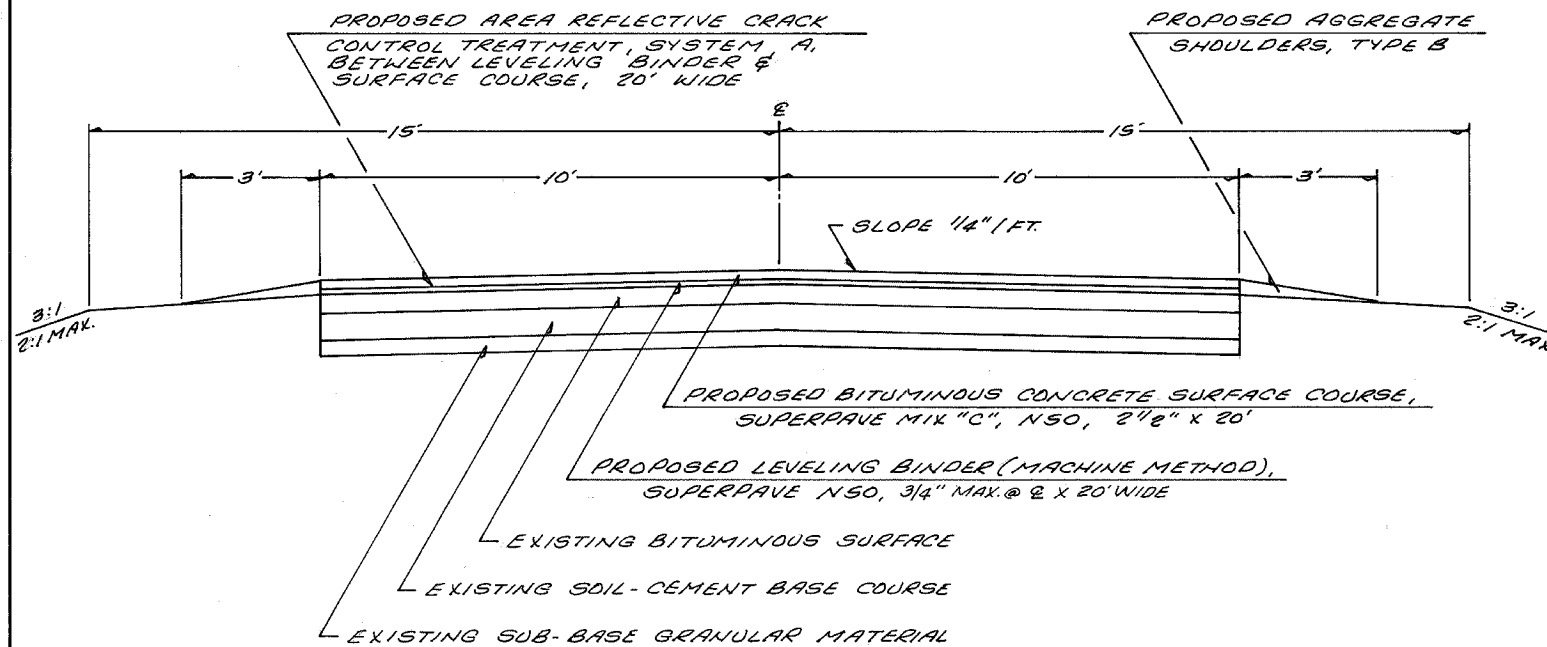 PROPOSED AREA REFLECTIVE CRACK
CONTROL TREATMENT, SYSTEM A,
BETWEEN LEVELING BINDER &
SURFACE COURSE, 20' WIDE
PROPOSED AGGREGATE
SHOULDERS, TYPE B
℄
15'
15'
3'
10'
10'
3'
SLOPE 1/4"/FT.
3:1
2:1 MAX.
3:1
2:1 MAX.
PROPOSED BITUMINOUS CONCRETE SURFACE COURSE,
SUPERPAVE MIX "C", N50, 2 1/2" X 20'
PROPOSED LEVELING BINDER (MACHINE METHOD),
SUPERPAVE N50, 3/4" MAX. @ ℄ X 20' WIDE
EXISTING BITUMINOUS SURFACE
EXISTING SOIL-CEMENT BASE COURSE
EXISTING SUB-BASE GRANULAR MATERIAL